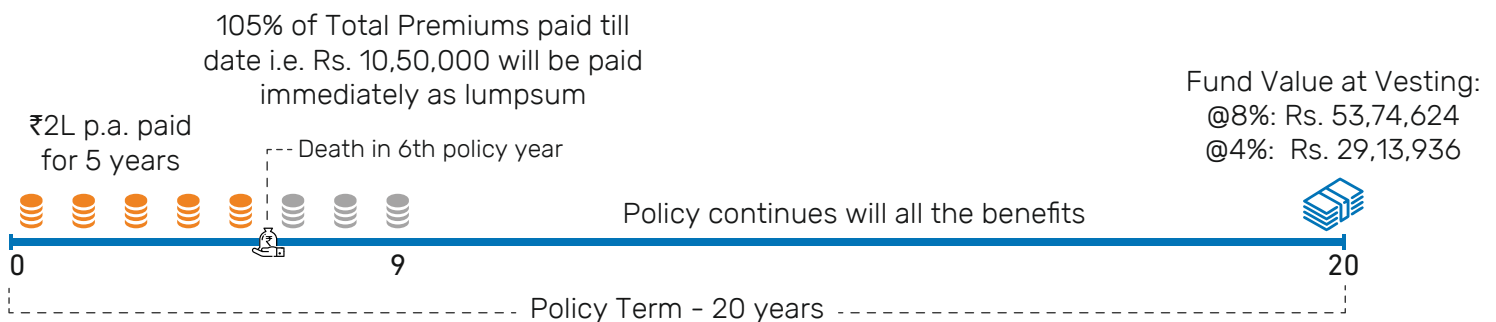 105% of Total Premiums paid till
date i.e. Rs. 10,50,000 will be paid
immediately as lumpsum
Fund Value at Vesting:
@8%: Rs. 53,74,624
@4%: Rs. 29,13,936
₹2L p.a. paid
for 5 years
Death in 6th policy year
Policy continues will all the benefits
₹
0
9
20
Policy Term - 20 years